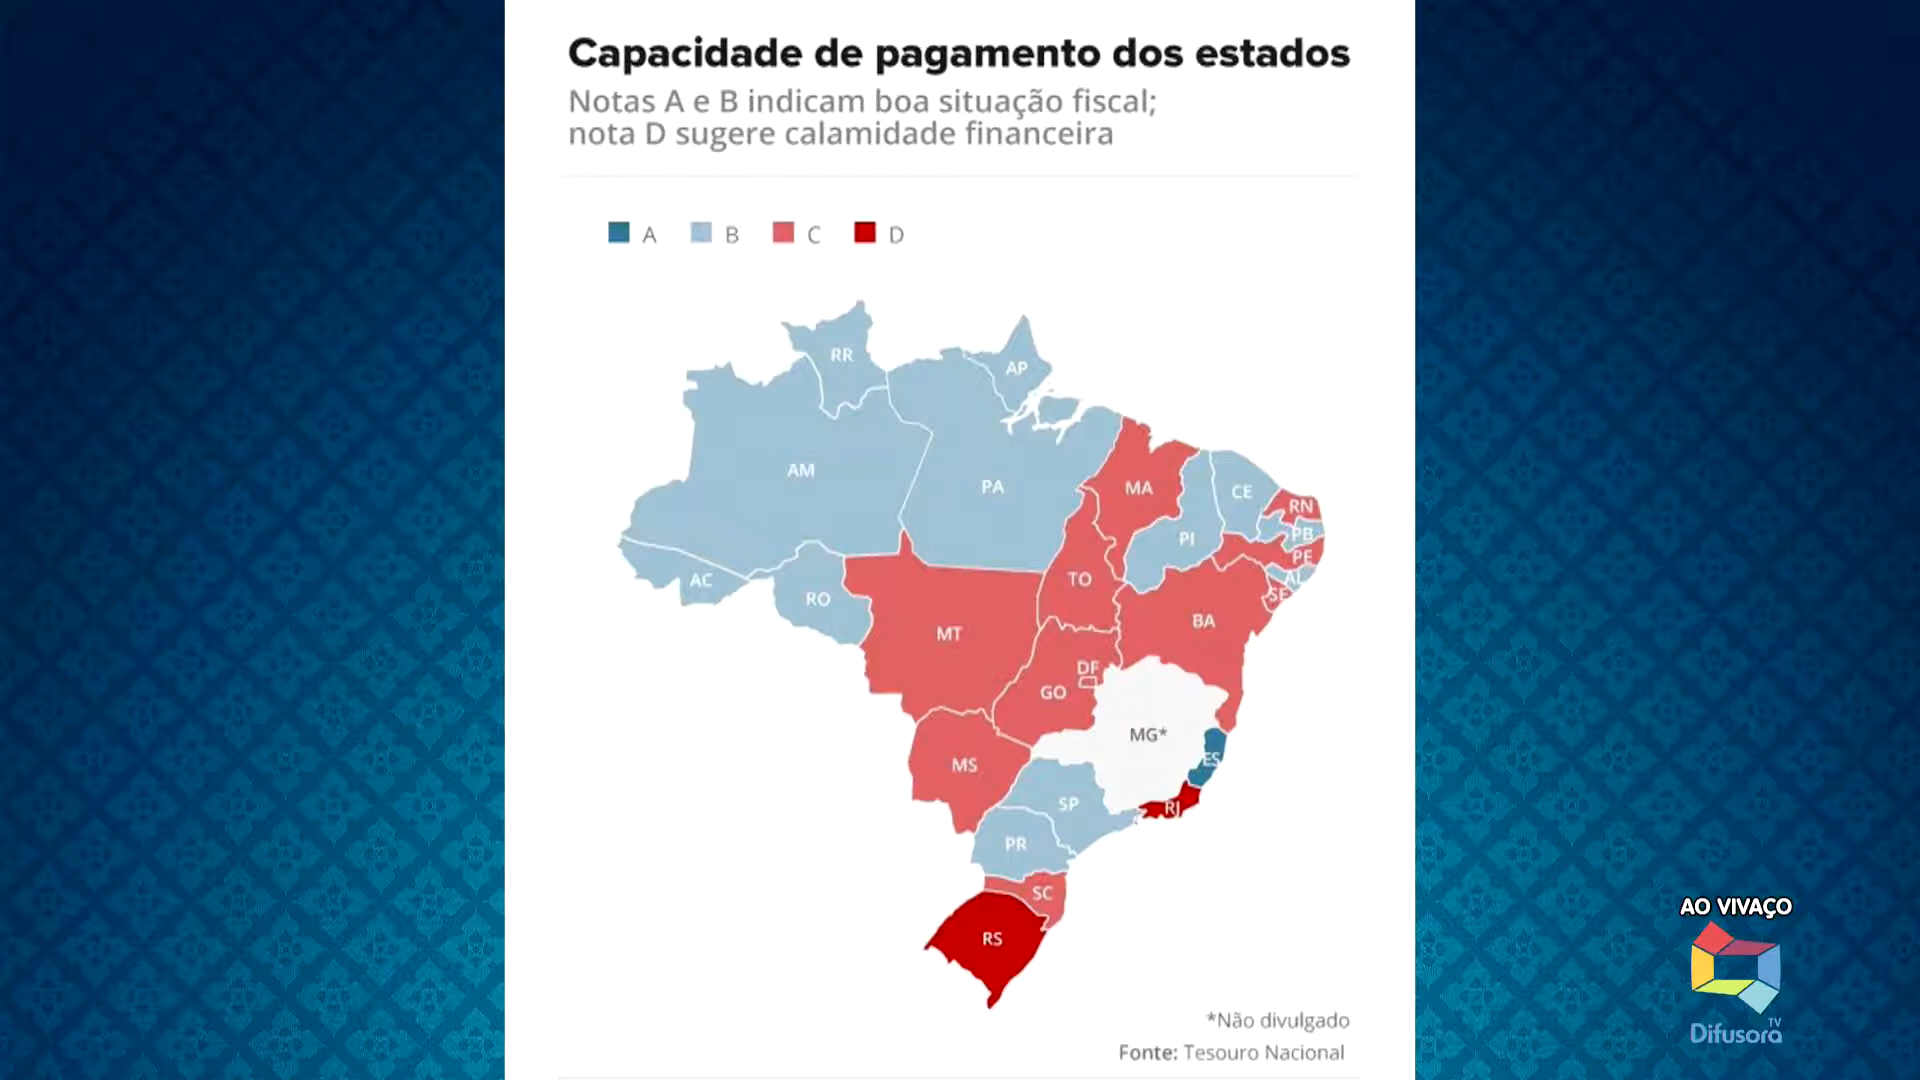 Capacidade de pagamento dos estados
Notas A e B indicam boa situação fiscal;
nota D sugere calamidade financeira
A B C D
RR
AP
AM
PA
MA
CE
RN
PI
PB
PE
AC
TO
AL
RO
SE
BA
MT
DF
GO
MG*
ES
MS
SP
RJ
PR
SC
RS
*Não divulgado
Fonte: Tesouro Nacional
AO VIVAÇO
TV
Difusora